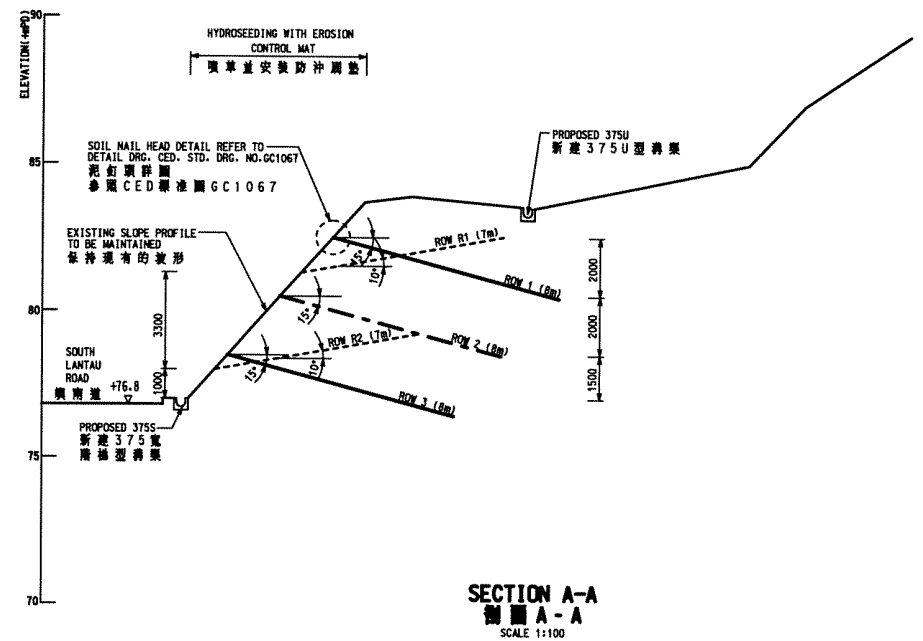 90
ELEVATION(+mPD)
HYDROSEEDING WITH EROSION
CONTROL MAT
噴草並安裝防沖刷墊
SOIL NAIL HEAD DETAIL REFER TO
DETAIL DRG. CED. STD. DRG. NO.GC1067
泥釘頭詳圖
參照CED標准圖GC1067
PROPOSED 375U
新建375U型溝渠
85
EXISTING SLOPE PROFILE
TO BE MAINTAINED
保持現有的坡形
ROW R1 (7m)
15°
10°
ROW 1 (8m)
2000
80
3300
15°
ROW R2 (7m)
ROW 2 (8m)
2000
SOUTH
LANTAU
ROAD
嶼南道
+76.8
1000
15°
10°
ROW 3 (8m)
1500
PROPOSED 375S
新建375寬
階梯型溝渠
75
70
SECTION A-A
側圖 A-A
SCALE 1:100